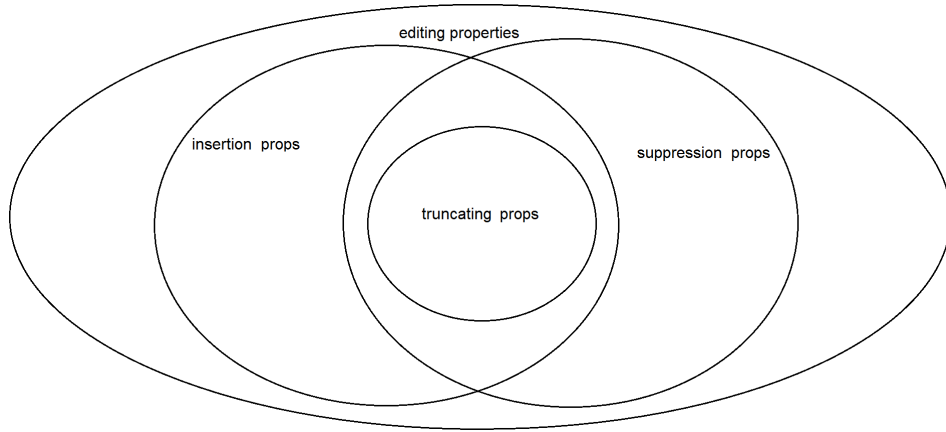 editing properties
insertion props
suppression props
truncating props